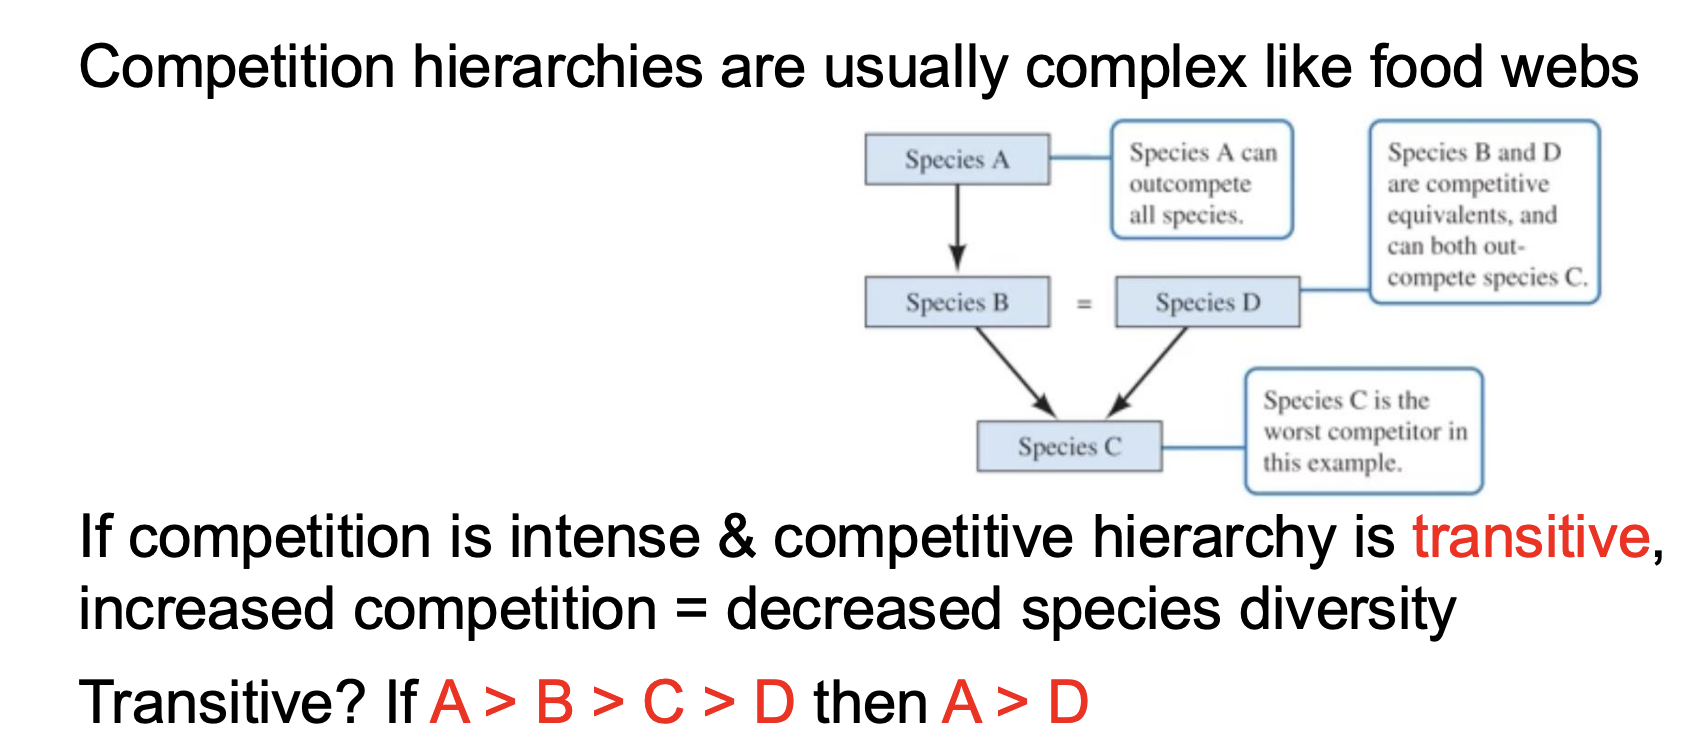 Competition hierarchies are usually complex like food webs
Species A
Species A can
outcompete
all species.
Species B and D
are competitive
equivalents, and
can both out-
compete species C.
Species B
=
Species D
Species C
Species C is the
worst competitor in
this example.
If competition is intense & competitive hierarchy is transitive,
increased competition = decreased species diversity
Transitive? If A > B > C > D then A > D